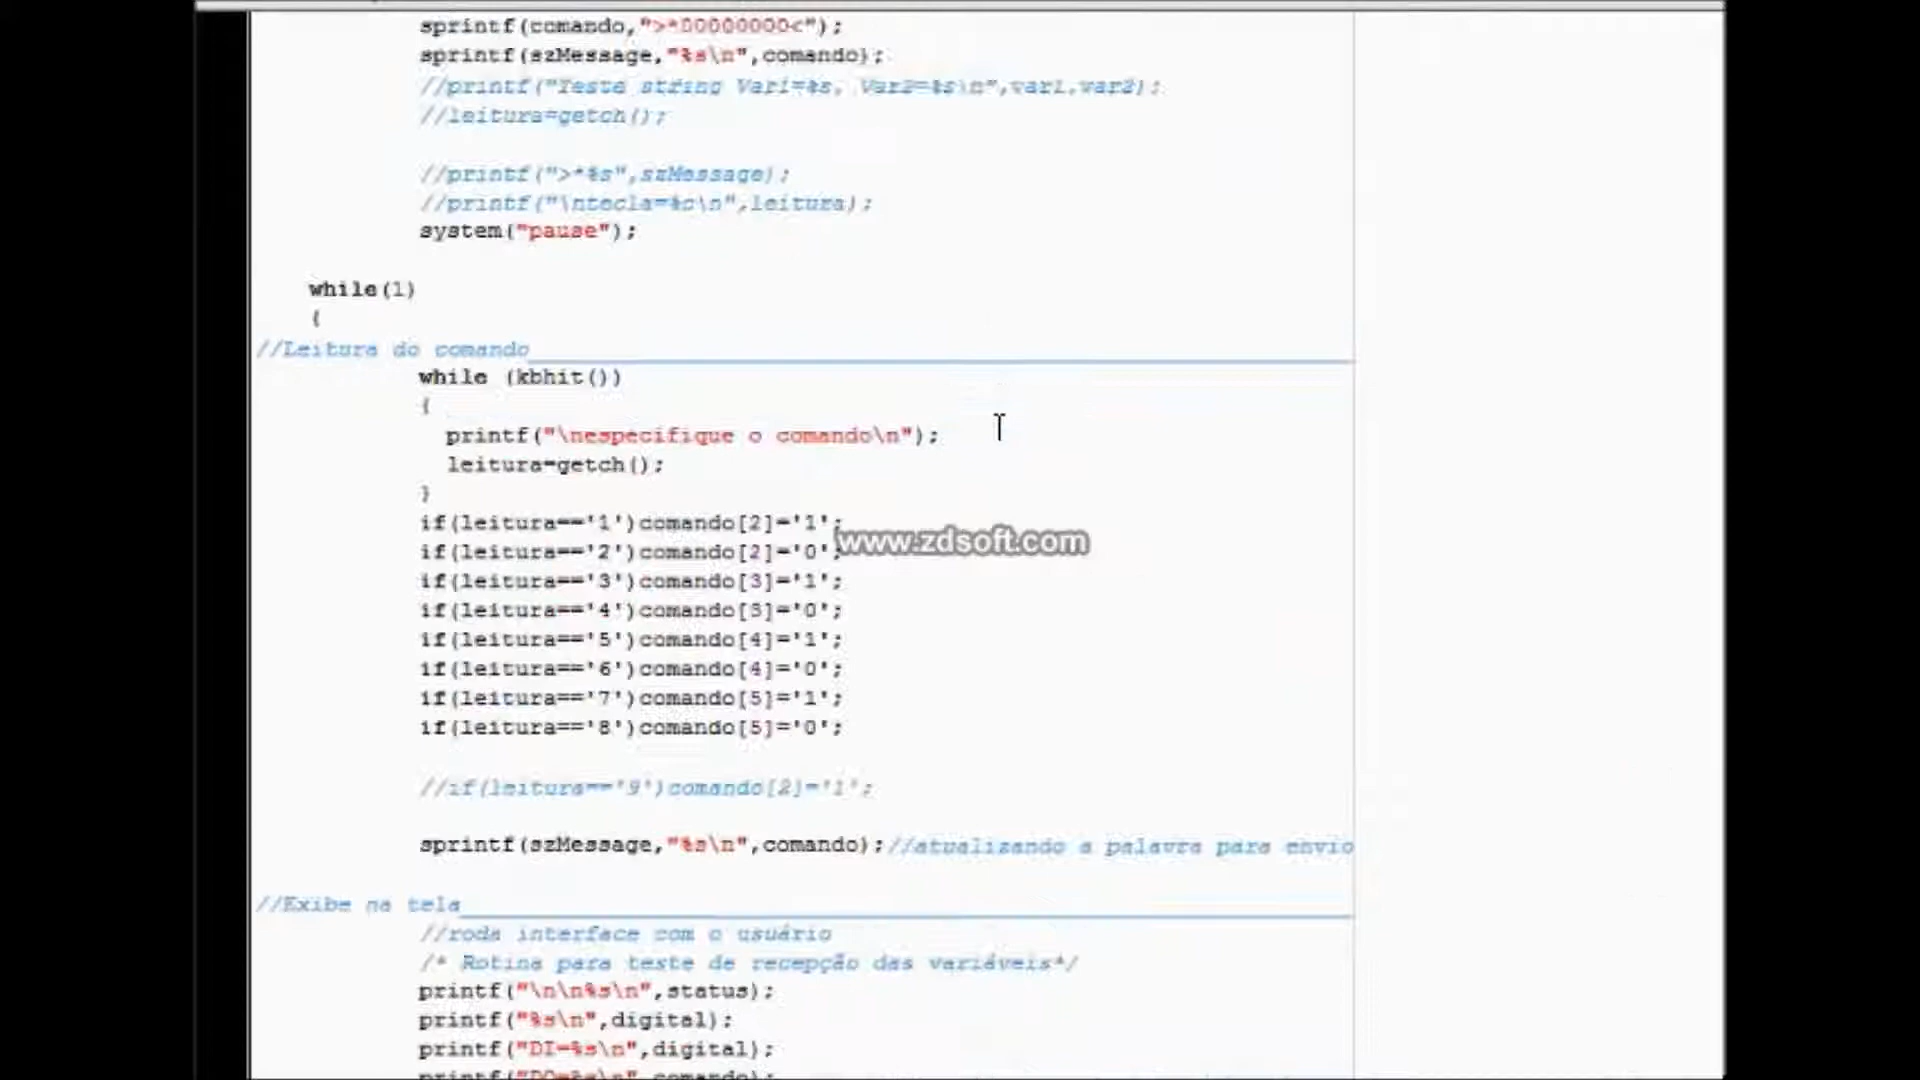 sprintf(comando,">*00000000<");
sprintf(szMessage,"%s\n",comando);
//printf("Teste string Var1=%s, Var2=%s\n",var1,var2);
//leitura=getch();
//printf(">*%s",szMessage);
//printf("\ntecla=%c\n",leitura);
system("pause");
while(1)
{
//Leitura do comando
while (kbhit())
{
printf("\nespecifique o comando\n");
leitura=getch();
}
if(leitura=='1')comando[2]='1';
if(leitura=='2')comando[2]='0';
www.zdsoft.com
if(leitura=='3')comando[3]='1';
if(leitura=='4')comando[3]='0';
if(leitura=='5')comando[4]='1';
if(leitura=='6')comando[4]='0';
if(leitura=='7')comando[5]='1';
if(leitura=='8')comando[5]='0';
//if(leitura=='9')comando[2]='1';
sprintf(szMessage,"%s\n",comando);//atualizando a palavra para envio
//Exibe na tela
//roda interface com o usuário
/* Rotina para teste de recepção das variáveis*/
printf("\n\n%s\n",status);
printf("%s\n",digital);
printf("DI=%s\n",digital);
printf("DO=%s\n",comando);